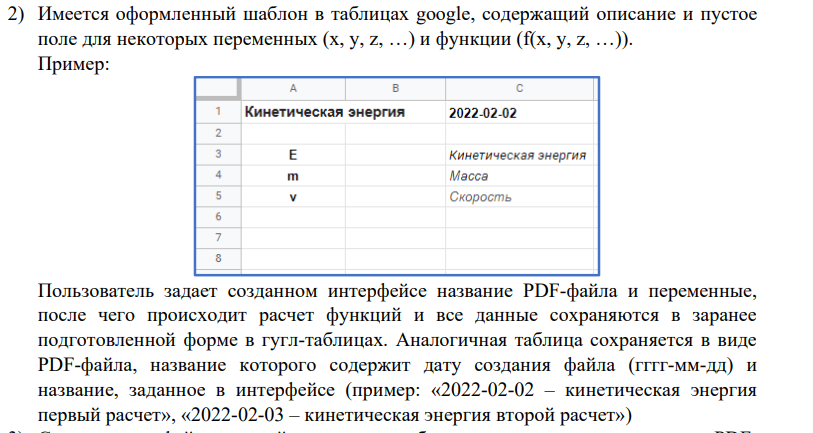 2) Имеется оформленный шаблон в таблицах google, содержащий описание и пустое
поле для некоторых переменных (x, y, z, …) и функции (f(x, y, z, …)).
Пример:
A B C
1 Кинетическая энергия 2022-02-02
2
3 E Кинетическая энергия
4 m Масса
5 v Скорость
6
7
8
Пользователь задает созданном интерфейсе название PDF-файла и переменные,
после чего происходит расчет функций и все данные сохраняются в заранее
подготовленной форме в гугл-таблицах. Аналогичная таблица сохраняется в виде
PDF-файла, название которого содержит дату создания файла (гггг-мм-дд) и
название, заданное в интерфейсе (пример: «2022-02-02 – кинетическая энергия
первый расчет», «2022-02-03 – кинетическая энергия второй расчет»)